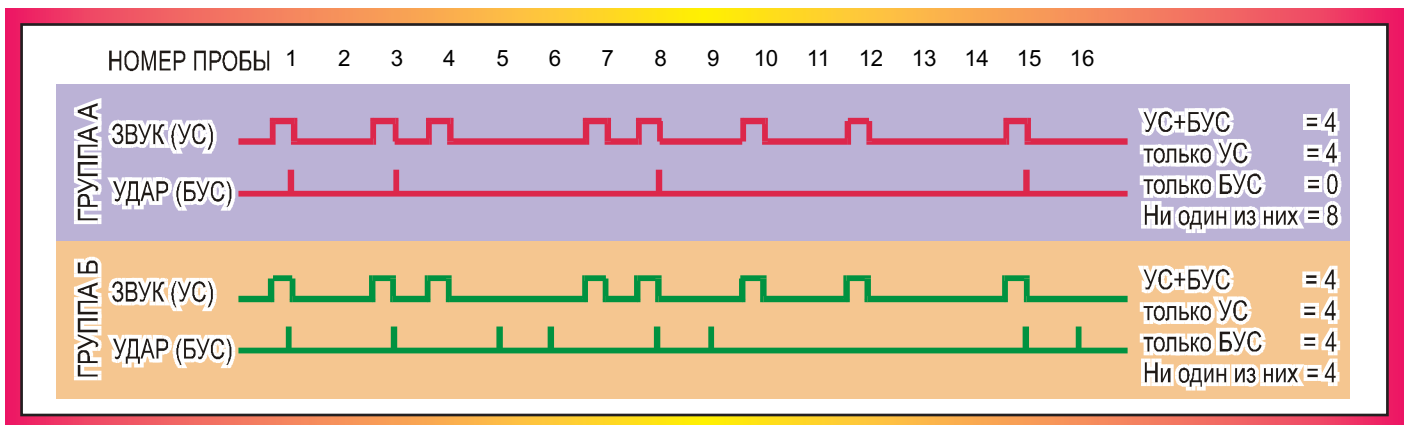 НОМЕР ПРОБЫ 1 2 3 4 5 6 7 8 9 10 11 12 13 14 15 16
ГРУППА А
ЗВУК (УС)
УДАР (БУС)
УС+БУС = 4
только УС = 4
только БУС = 0
Ни один из них = 8
ГРУППА Б
ЗВУК (УС)
УДАР (БУС)
УС+БУС = 4
только УС = 4
только БУС = 4
Ни один из них = 4